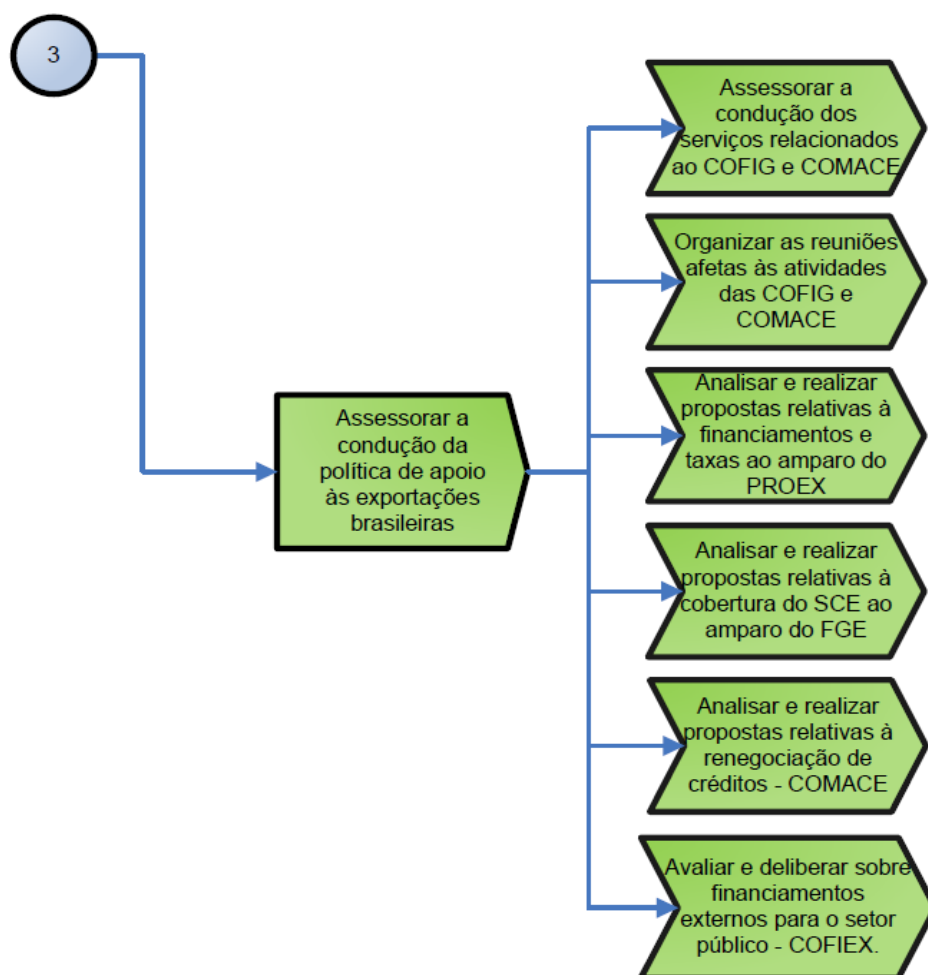 3
Assessorar a
condução da
política de apoio
às exportações
brasileiras
Assessorar a
condução dos
serviços relacionados
ao COFIG e COMACE
Organizar as reuniões
afetas às atividades
das COFIG e
COMACE
Analisar e realizar
propostas relativas à
financiamentos e
taxas ao amparo do
PROEX
Analisar e realizar
propostas relativas à
cobertura do SCE ao
amparo do FGE
Analisar e realizar
propostas relativas à
renegociação de
créditos - COMACE
Avaliar e deliberar sobre
financiamentos
externos para o setor
público - COFIEX.